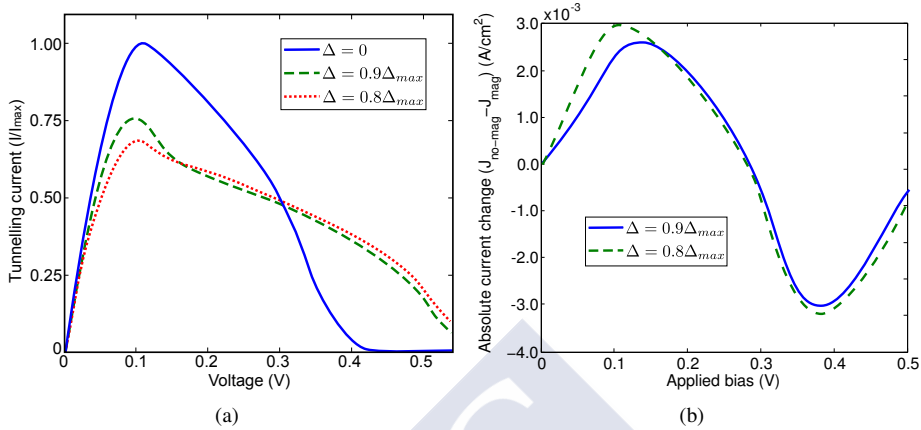 Tunnelling current (I/I_max)
1.00
0.75
0.50
0.25
0
0
0.1
0.2
0.3
0.4
0.5
Voltage (V)
Δ = 0
Δ = 0.9Δ_max
Δ = 0.8Δ_max
(a)
×10⁻³
Absolute current change (J_no−mag−J_mag) (A/cm²)
3.0
2.0
1.0
0.0
-1.0
-2.0
-3.0
−4.0
0.0
0.1
0.2
0.3
0.4
0.5
Applied bias (V)
Δ = 0.9Δ_max
Δ = 0.8Δ_max
(b)